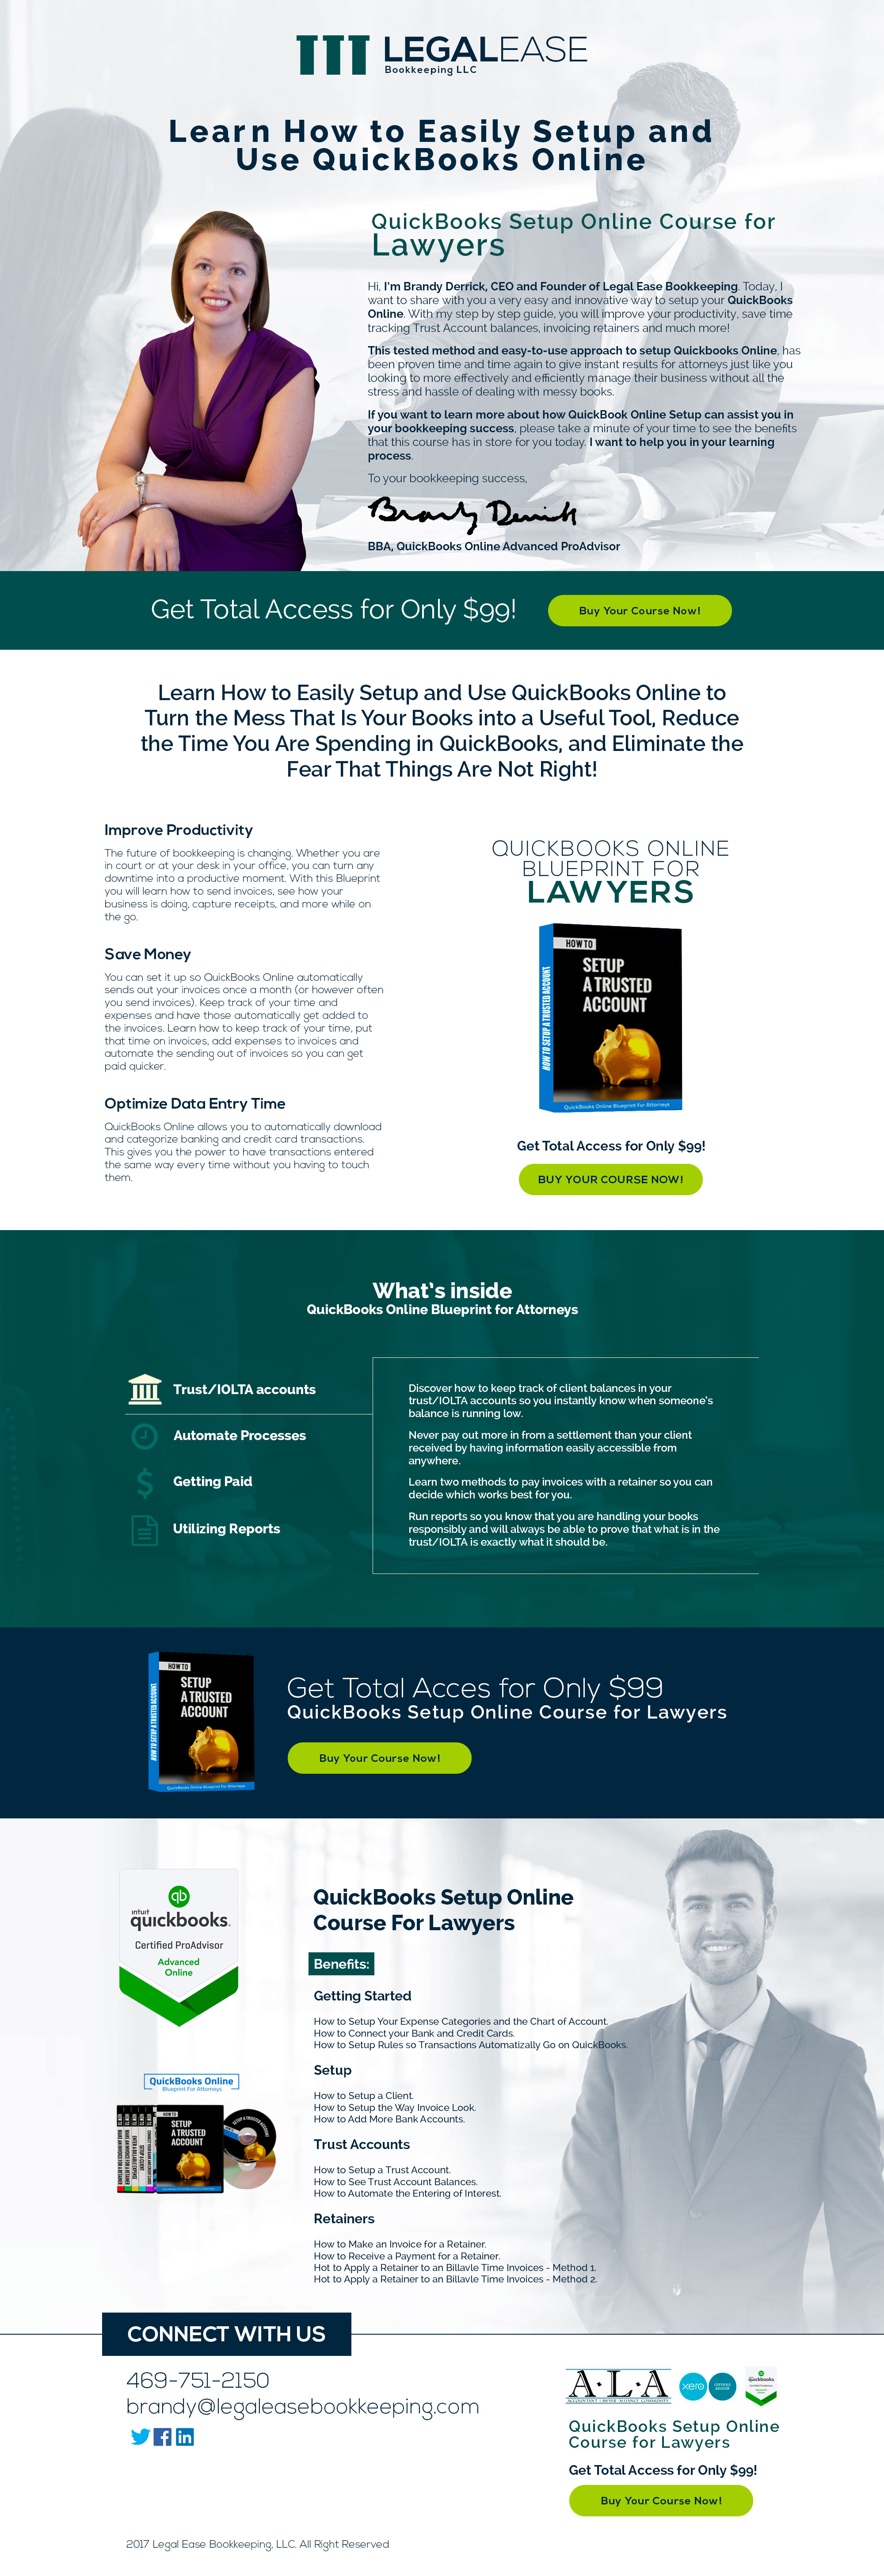 LEGALEASE
Bookkeeping LLC
Learn How to Easily Setup and
Use QuickBooks Online
QuickBooks Setup Online Course for
Lawyers
Hi, I'm Brandy Derrick, CEO and Founder of Legal Ease Bookkeeping. Today, I
want to share with you a very easy and innovative way to setup your QuickBooks
Online. With my step by step guide, you will improve your productivity, save time
tracking Trust Account balances, invoicing retainers and much more!
This tested method and easy-to-use approach to setup Quickbooks Online, has
been proven time and time again to give instant results for attorneys just like you
looking to more effectively and efficiently manage their business without all the
stress and hassle of dealing with messy books.
If you want to learn more about how QuickBook Online Setup can assist you in
your bookkeeping success, please take a minute of your time to see the benefits
that this course has in store for you today. I want to help you in your learning
process.
To your bookkeeping success,
Brandy Derrick
BBA, QuickBooks Online Advanced ProAdvisor
Get Total Access for Only $99!
Buy Your Course Now!
Learn How to Easily Setup and Use QuickBooks Online to
Turn the Mess That Is Your Books into a Useful Tool, Reduce
the Time You Are Spending in QuickBooks, and Eliminate the
Fear That Things Are Not Right!
Improve Productivity
The future of bookkeeping is changing. Whether you are
in court or at your desk in your office, you can turn any
downtime into a productive moment. With this Blueprint
you will learn how to send invoices, see how your
business is doing, capture receipts, and more while on
the go.
Save Money
You can set it up so QuickBooks Online automatically
sends out your invoices once a month (or however often
you send invoices). Keep track of your time and
expenses and have those automatically get added to
the invoices. Learn how to keep track of your time, put
that time on invoices, add expenses to invoices and
automate the sending out of invoices so you can get
paid quicker.
Optimize Data Entry Time
QuickBooks Online allows you to automatically download
and categorize banking and credit card transactions.
This gives you the power to have transactions entered
the same way every time without you having to touch
them.
QUICKBOOKS ONLINE
BLUEPRINT FOR
LAWYERS
HOW TO SETUP A TRUSTED ACCOUNT
HOW TO
SETUP
A TRUSTED
ACCOUNT
QuickBooks Online Blueprint For Attorneys
Get Total Access for Only $99!
BUY YOUR COURSE NOW!
What's inside
QuickBooks Online Blueprint for Attorneys
Trust/IOLTA accounts
Automate Processes
Getting Paid
Utilizing Reports
Discover how to keep track of client balances in your
trust/IOLTA accounts so you instantly know when someone's
balance is running low.
Never pay out more in from a settlement than your client
received by having information easily accessible from
anywhere.
Learn two methods to pay invoices with a retainer so you can
decide which works best for you.
Run reports so you know that you are handling your books
responsibly and will always be able to prove that what is in the
trust/IOLTA is exactly what it should be.
HOW TO SETUP A TRUSTED ACCOUNT
HOW TO
SETUP
A TRUSTED
ACCOUNT
QuickBooks Online Blueprint For Attorneys
Get Total Acces for Only $99
QuickBooks Setup Online Course for Lawyers
Buy Your Course Now!
qb
intuit
quickbooks.
Certified ProAdvisor
Advanced
Online
QuickBooks Online
Blueprint For Attorneys
HOW TO
SETUP
A TRUSTED
ACCOUNT
QuickBooks Setup Online
Course For Lawyers
Benefits:
Getting Started
How to Setup Your Expense Categories and the Chart of Account.
How to Connect your Bank and Credit Cards.
How to Setup Rules so Transactions Automatizally Go on QuickBooks.
Setup
How to Setup a Client.
How to Setup the Way Invoice Look.
How to Add More Bank Accounts.
Trust Accounts
How to Setup a Trust Account.
How to See Trust Account Balances.
How to Automate the Entering of Interest.
Retainers
How to Make an Invoice for a Retainer.
How to Receive a Payment for a Retainer.
Hot to Apply a Retainer to an Billavle Time Invoices - Method 1.
Hot to Apply a Retainer to an Billavle Time Invoices - Method 2.
CONNECT WITH US
469-751-2150
brandy@legaleasebookkeeping.com
A·L·A
xero
quickbooks
QuickBooks Setup Online
Course for Lawyers
Get Total Access for Only $99!
Buy Your Course Now!
2017 Legal Ease Bookkeeping, LLC. All Right Reserved